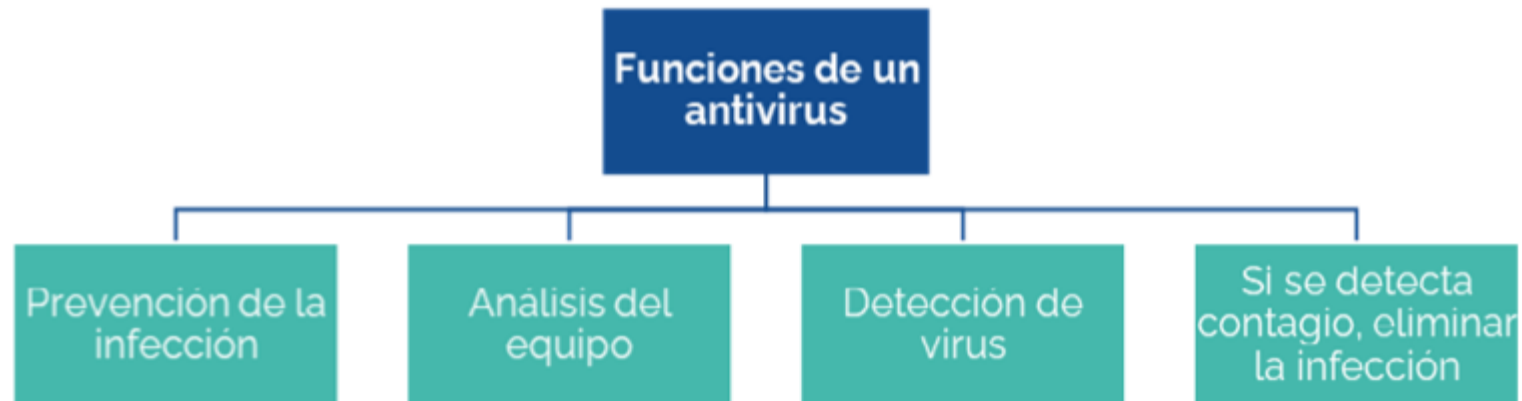 Funciones de un
antivirus
Prevención de la
infección
Análisis del
equipo
Detección de
virus
Si se detecta
contagio, eliminar
la infección